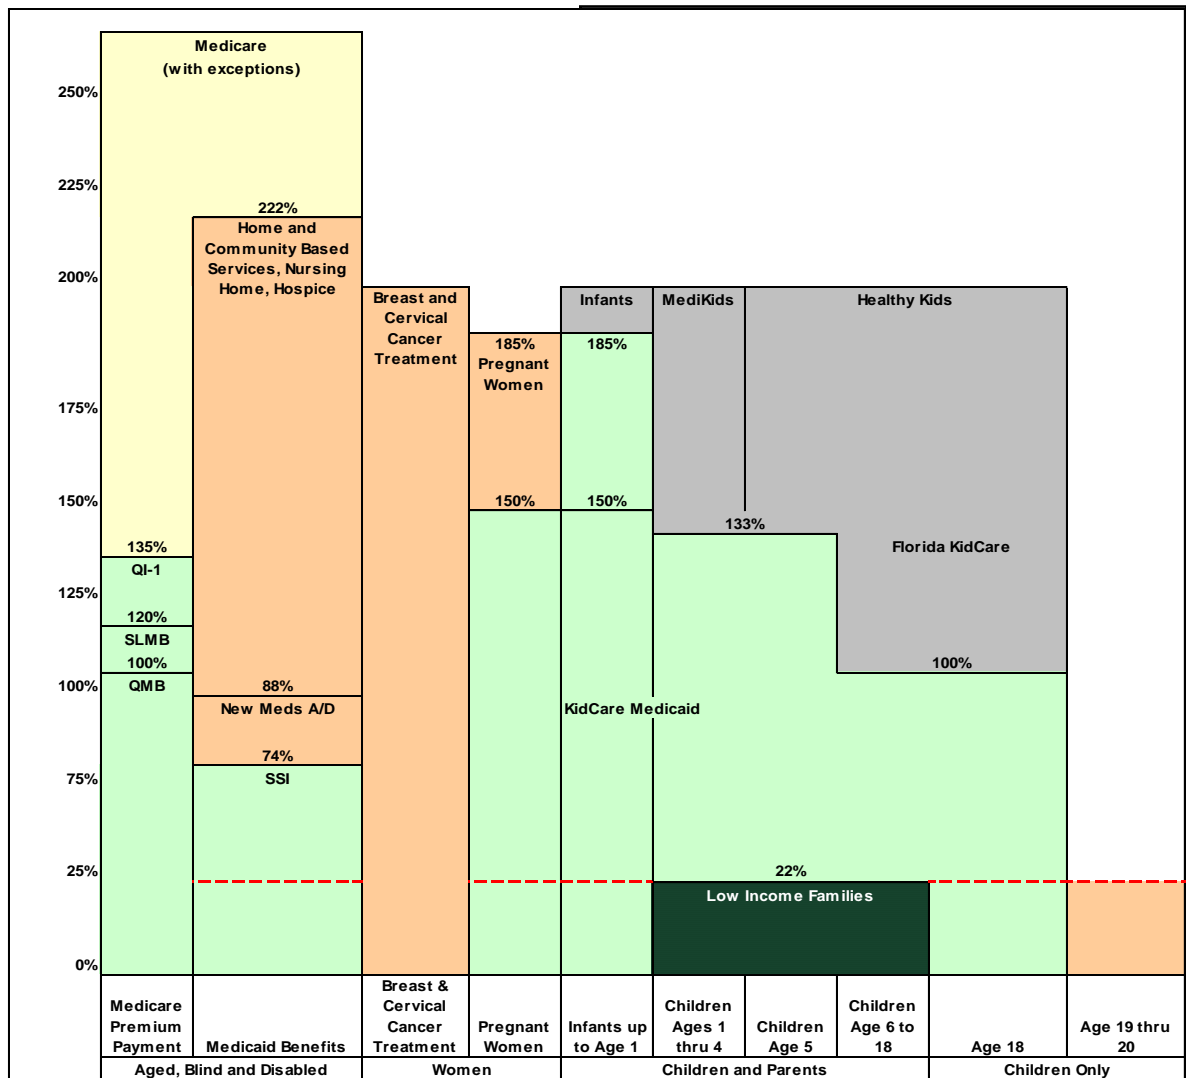 Medicare
(with exceptions)
250%
225%
222%
Home and
Community Based
Services, Nursing
Home, Hospice
200%
Breast and
Cervical
Cancer
Treatment
185%
Pregnant
Women
Infants
185%
MediKids
Healthy Kids
175%
150%
150%
150%
133%
135%
QI-1
Florida KidCare
125%
120%
SLMB
100%
QMB
100%
100%
88%
New Meds A/D
KidCare Medicaid
74%
SSI
75%
25%
22%
Low Income Families
0%
Medicare
Premium
Payment
Medicaid Benefits
Breast &
Cervical
Cancer
Treatment
Pregnant
Women
Infants up
to Age 1
Children
Ages 1
thru 4
Children
Age 5
Children
Age 6 to
18
Age 18
Age 19 thru
20
Aged, Blind and Disabled
Women
Children and Parents
Children Only